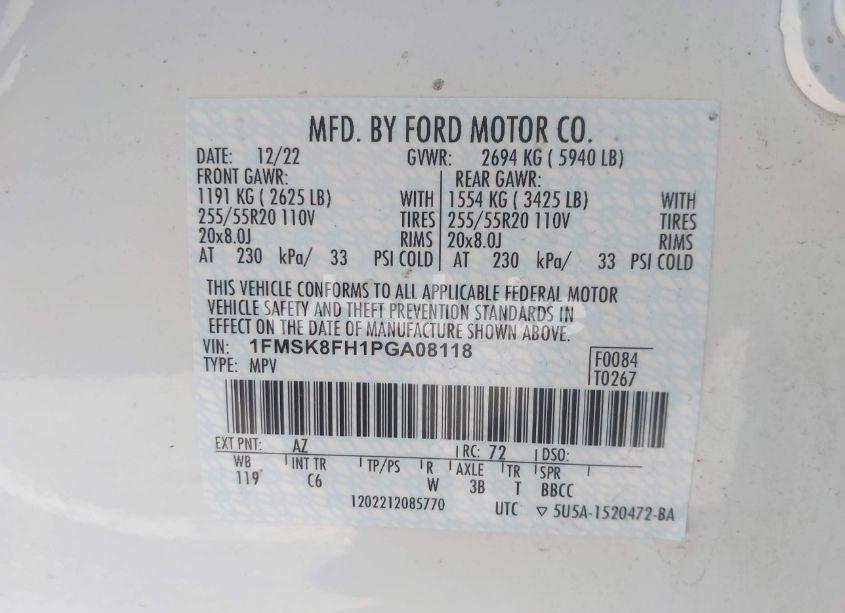 MFD. BY FORD MOTOR CO.
DATE: 12/22 GVWR: 2694 KG ( 5940 LB)
FRONT GAWR: REAR GAWR:
1191 KG ( 2625 LB) WITH 1554 KG ( 3425 LB) WITH
255/55R20 110V TIRES 255/55R20 110V TIRES
20x8.0J RIMS 20x8.0J RIMS
AT 230 kPa/ 33 PSI COLD AT 230 kPa/ 33 PSI COLD
THIS VEHICLE CONFORMS TO ALL APPLICABLE FEDERAL MOTOR
VEHICLE SAFETY AND THEFT PREVENTION STANDARDS IN
EFFECT ON THE DATE OF MANUFACTURE SHOWN ABOVE.
VIN: 1FMSK8FH1PGA08118
TYPE: MPV
F0084
T0267
EXT PNT: AZ RC: 72 DSO:
WB INT TR TP/PS R AXLE TR SPR
119 C6 W 3B T BBCC
1202212085770 UTC ▽ 5U5A-1520472-BA